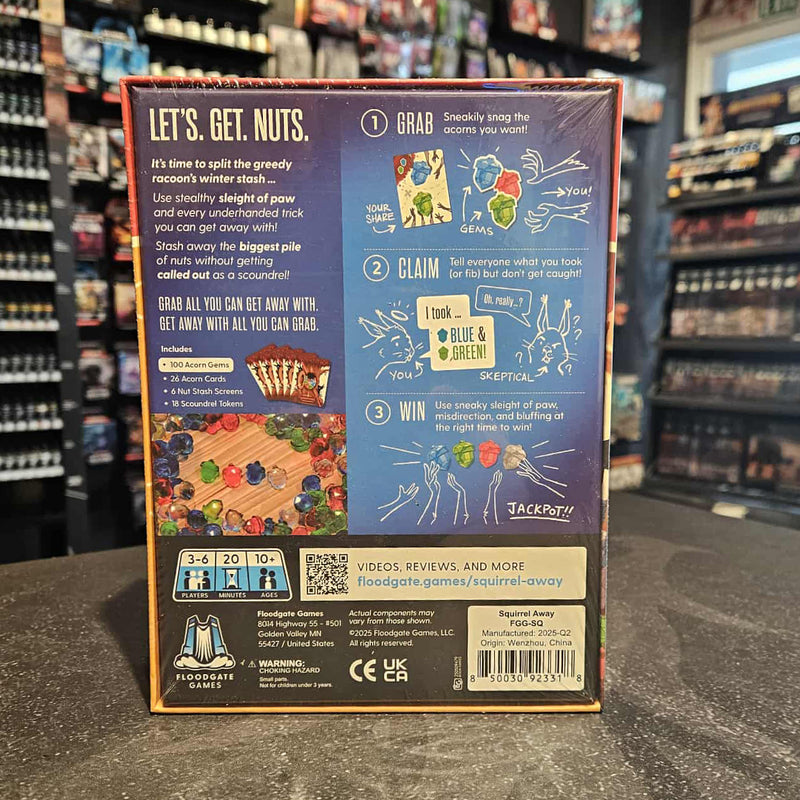 LET'S. GET. NUTS.
It's time to split the greedy
racoon's winter stash ...
Use stealthy sleight of paw
and every underhanded trick
you can get away with!
Stash away the biggest pile
of nuts without getting
called out as a scoundrel!
GRAB ALL YOU CAN GET AWAY WITH.
GET AWAY WITH ALL YOU CAN GRAB.
Includes
• 100 Acorn Gems
• 26 Acorn Cards
• 6 Nut Stash Screens
• 18 Scoundrel Tokens
1 GRAB Sneakily snag the
acorns you want!
YOUR
SHARE
GEMS
YOU!
2 CLAIM Tell everyone what you took
(or fib) but don't get caught!
I took ...
BLUE &
GREEN!
Oh, really...?
YOU
SKEPTICAL
3 WIN Use sneaky sleight of paw,
misdirection, and bluffing at
the right time to win!
JACKPOT!!
3-6 20 10+
PLAYERS MINUTES AGES
VIDEOS, REVIEWS, AND MORE
floodgate.games/squirrel-away
FLOODGATE
GAMES
Floodgate Games
8014 Highway 55 - #501
Golden Valley MN
55427 / United States
WARNING:
CHOKING HAZARD
Small parts.
Not for children under 3 years.
Actual components may
vary from those shown.
©2025 Floodgate Games, LLC.
All rights reserved.
CE UK
CA
Squirrel Away
FGG-SQ
Manufactured: 2025-Q2
Origin: Wenzhou, China
8 50030 92331 8